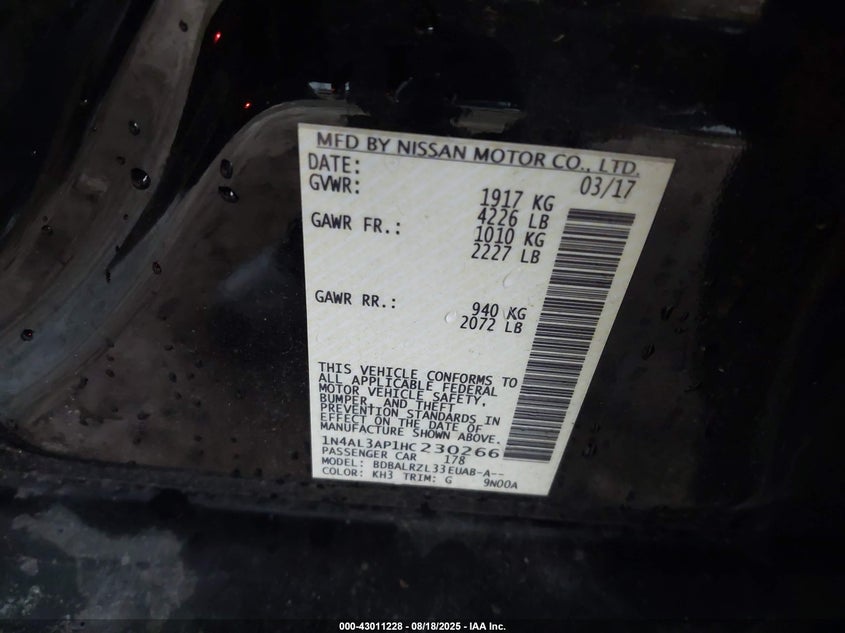 MFD BY NISSAN MOTOR CO., LTD.
DATE: 03/17
GVWR: 1917 KG
4226 LB
GAWR FR.: 1010 KG
2227 LB
GAWR RR.: 940 KG
2072 LB
THIS VEHICLE CONFORMS TO
ALL APPLICABLE FEDERAL
MOTOR VEHICLE SAFETY,
BUMPER, AND THEFT
PREVENTION STANDARDS IN
EFFECT ON THE DATE OF
MANUFACTURE SHOWN ABOVE.
1N4AL3AP1HC230266
PASSENGER CAR 178
MODEL: BDBALRZL33EUAB-A--
COLOR: KH3 TRIM: G 9N00A
000-43011228 - 08/18/2025 - IAA Inc.